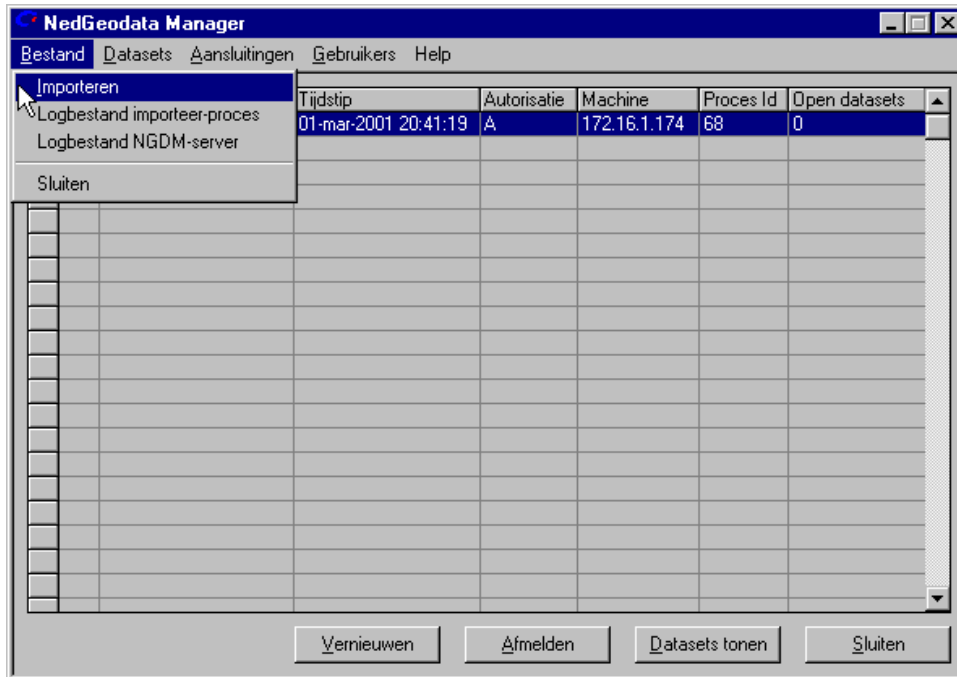 NedGeodata Manager
Bestand Datasets Aansluitingen Gebruikers Help
Importeren
Logbestand importeer-proces
Logbestand NGDM-server
Sluiten
Tijdstip Autorisatie Machine Proces Id Open datasets
01-mar-2001 20:41:19 A 172.16.1.174 68 0
Vernieuwen Afmelden Datasets tonen Sluiten